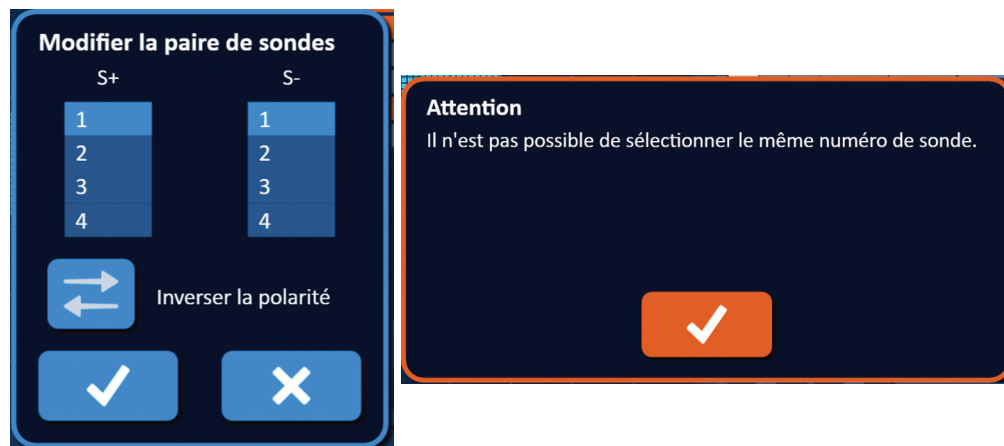 Modifier la paire de sondes
S+ S-
1 1
2 2
3 3
4 4
Inverser la polarité
Attention
Il n'est pas possible de sélectionner le même numéro de sonde.